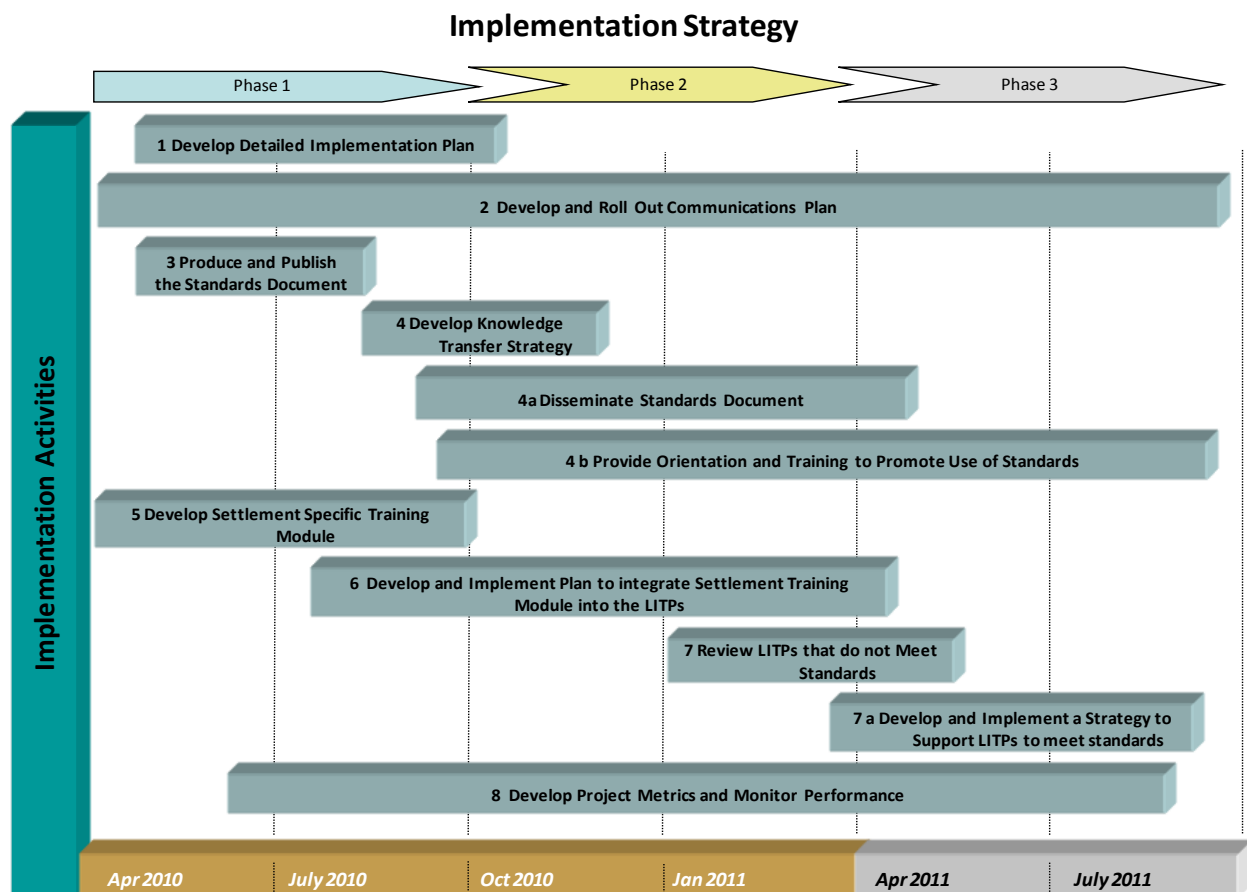 Implementation Strategy
Phase 1
Phase 2
Phase 3
Implementation Activities
1 Develop Detailed Implementation Plan
2 Develop and Roll Out Communications Plan
3 Produce and Publish
the Standards Document
4 Develop Knowledge
Transfer Strategy
4a Disseminate Standards Document
4 b Provide Orientation and Training to Promote Use of Standards
5 Develop Settlement Specific Training
Module
6 Develop and Implement Plan to integrate Settlement Training
Module into the LITPs
7 Review LITPs that do not Meet
Standards
7 a Develop and Implement a Strategy to
Support LITPs to meet standards
8 Develop Project Metrics and Monitor Performance
Apr 2010
July 2010
Oct 2010
Jan 2011
Apr 2011
July 2011